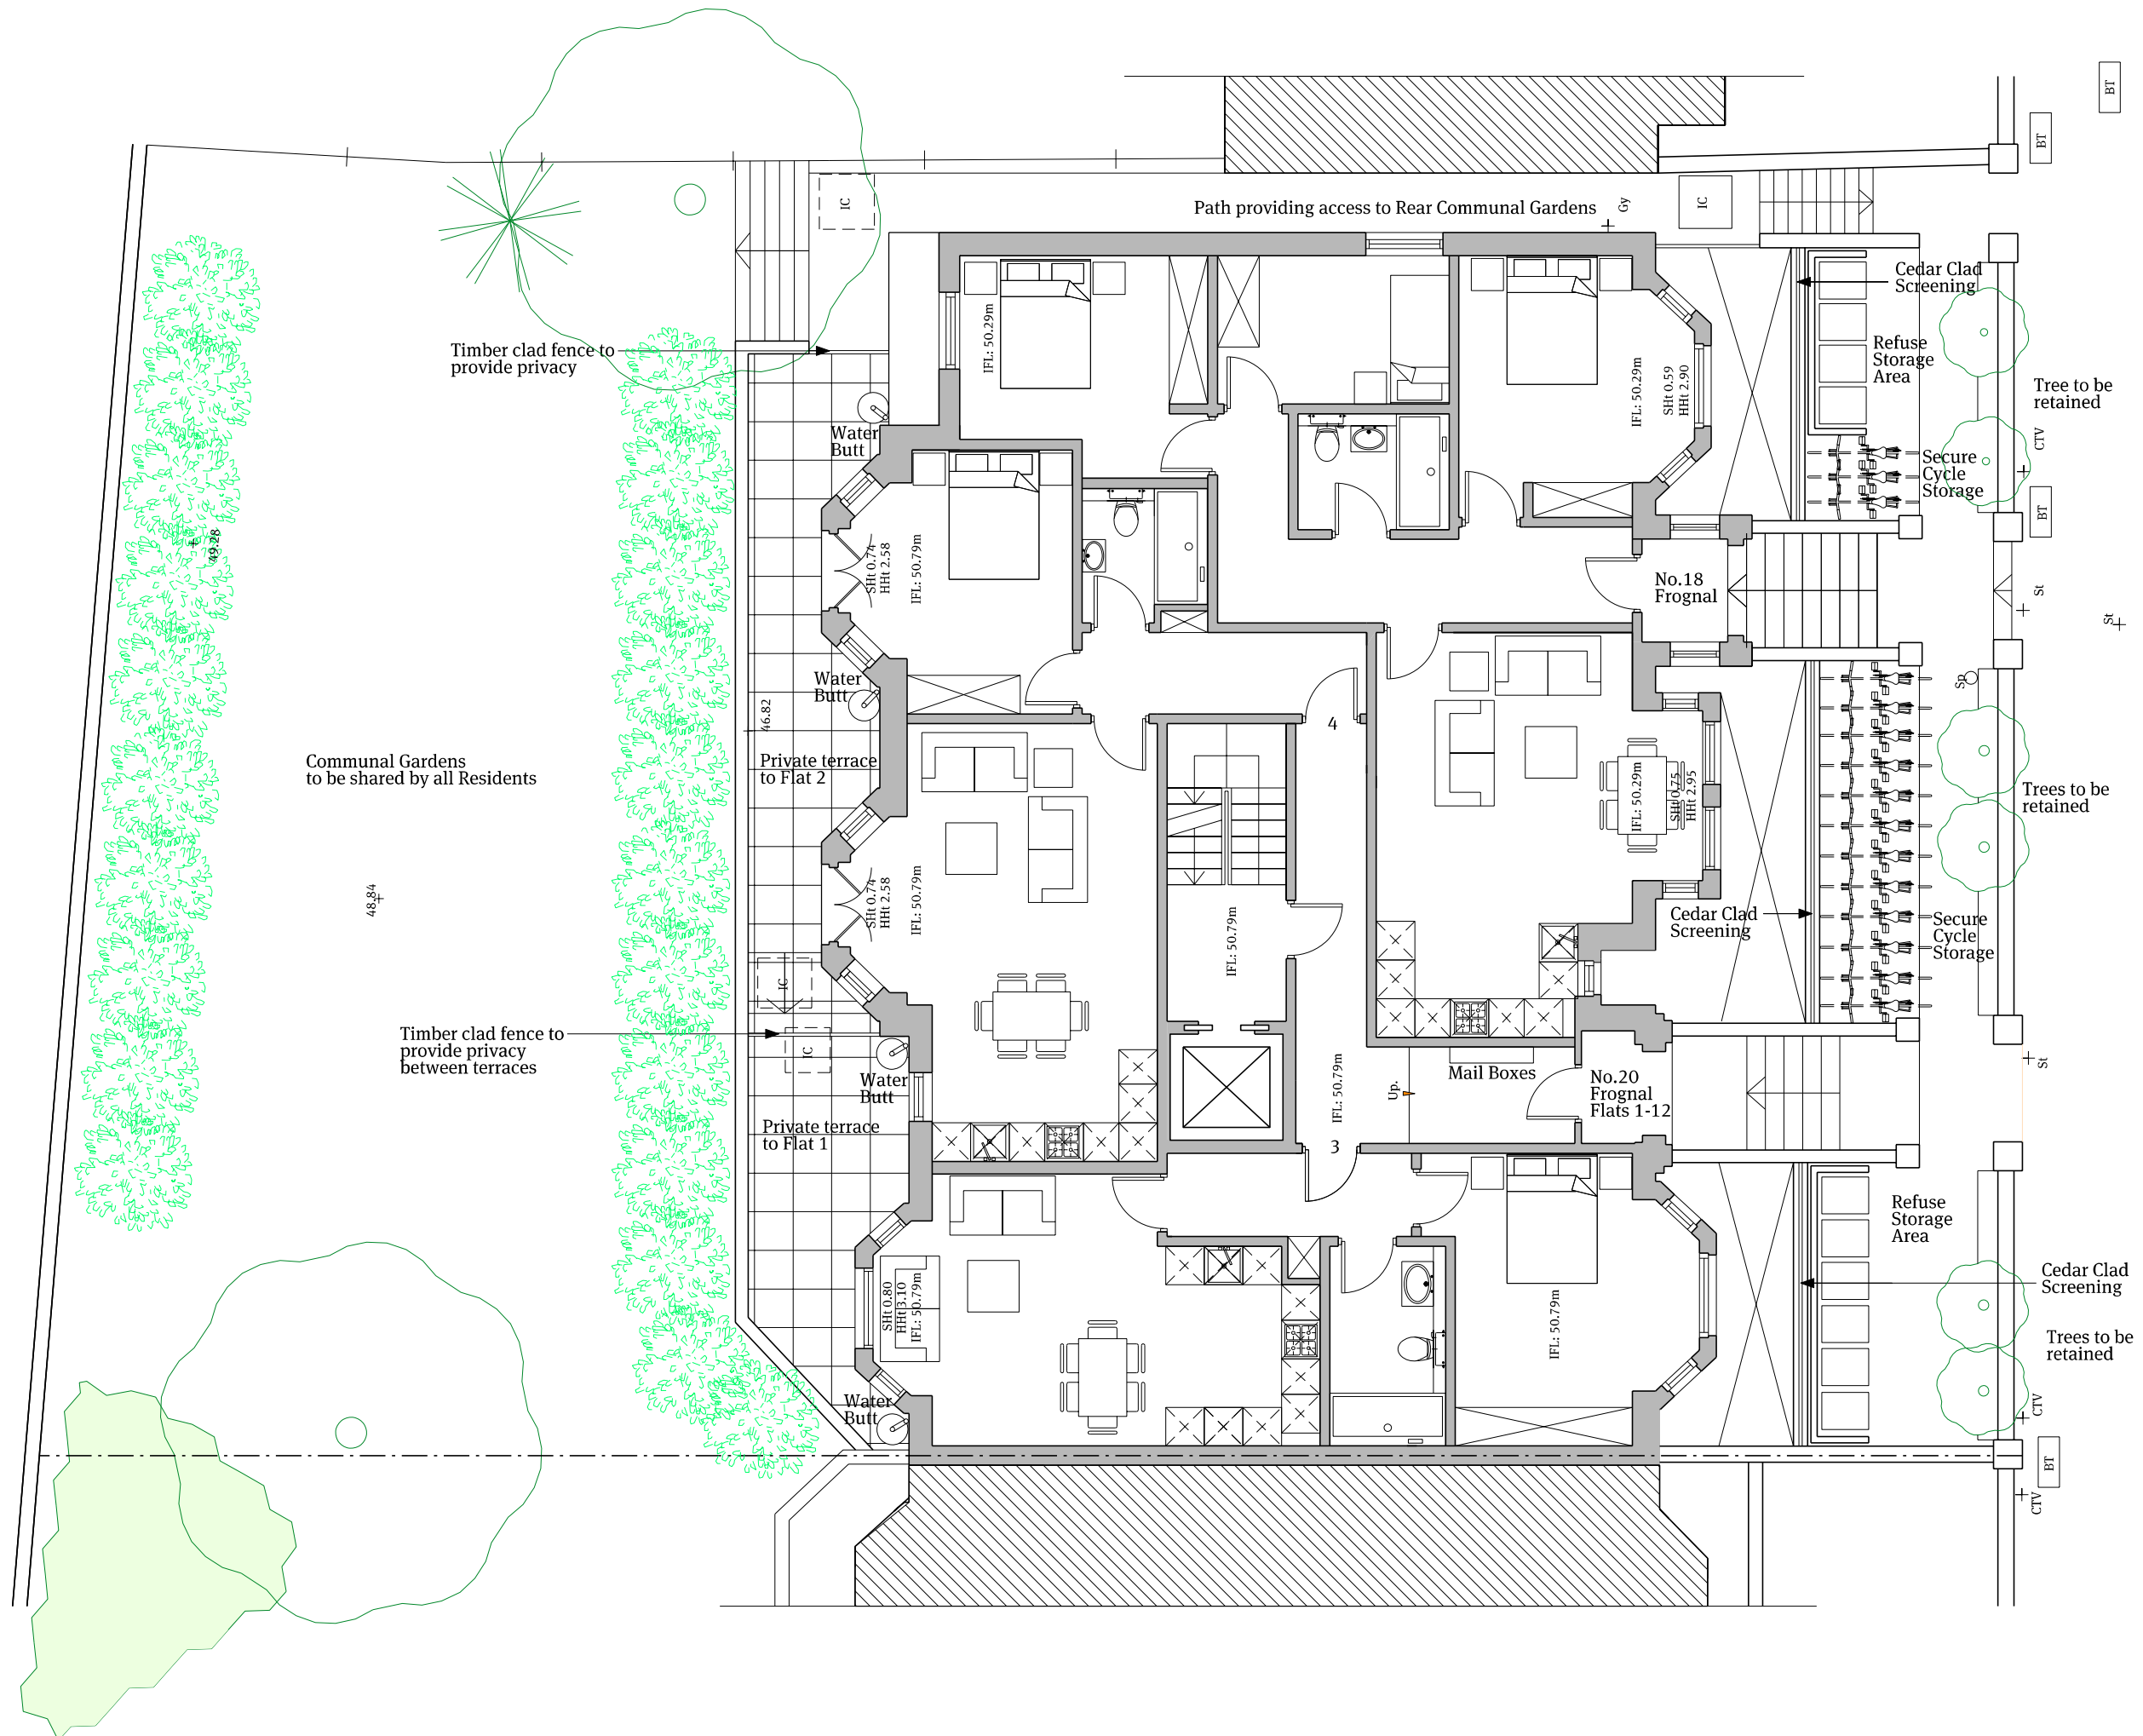 BT
BT
IC
Path providing access to Rear Communal Gardens
Gy
IC
Cedar Clad
Screening
Refuse
Storage
Area
Timber clad fence to
provide privacy
IFL: 50.29m
IFL: 50.29m
SHt 0.59
HHt 2.90
Tree to be
retained
CTV
Water
Butt
Secure
Cycle
Storage
BT
49.28
SHt 0.74
HHt 2.58
IFL: 50.79m
No.18
Frognal
St
St
Water
Butt
Sp
46.82
4
Private terrace
to Flat 2
Communal Gardens
to be shared by all Residents
IFL: 50.29m
SHt 0.75
HHt 2.95
Trees to be
retained
48.84
SHt 0.74
HHt 2.58
IFL: 50.79m
IFL: 50.79m
Cedar Clad
Screening
Secure
Cycle
Storage
IC
Timber clad fence to
provide privacy
between terraces
IC
Water
Butt
IFL: 50.79m
Up.
Mail Boxes
No.20
Frognal
Flats 1-12
St
Private terrace
to Flat 1
3
Refuse
Storage
Area
SHt 0.80
HHt 3.10
IFL: 50.79m
IFL: 50.79m
Cedar Clad
Screening
Trees to be
retained
Water
Butt
CTV
BT
CTV